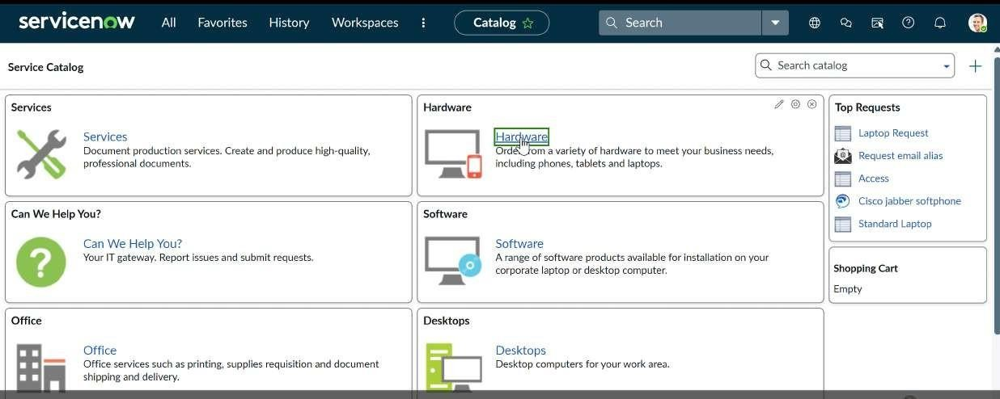 servicenow All Favorites History Workspaces Catalog Search
Service Catalog Search catalog
Services
Services
Document production services. Create and produce high-quality,
professional documents.
Hardware
Hardware
Order from a variety of hardware to meet your business needs,
including phones, tablets and laptops.
Top Requests
Laptop Request
Request email alias
Access
Cisco jabber softphone
Standard Laptop
Can We Help You?
Can We Help You?
Your IT gateway. Report issues and submit requests.
Software
Software
A range of software products available for installation on your
corporate laptop or desktop computer.
Shopping Cart
Empty
Office
Office
Office services such as printing, supplies requisition and document
shipping and delivery.
Desktops
Desktops
Desktop computers for your work area.